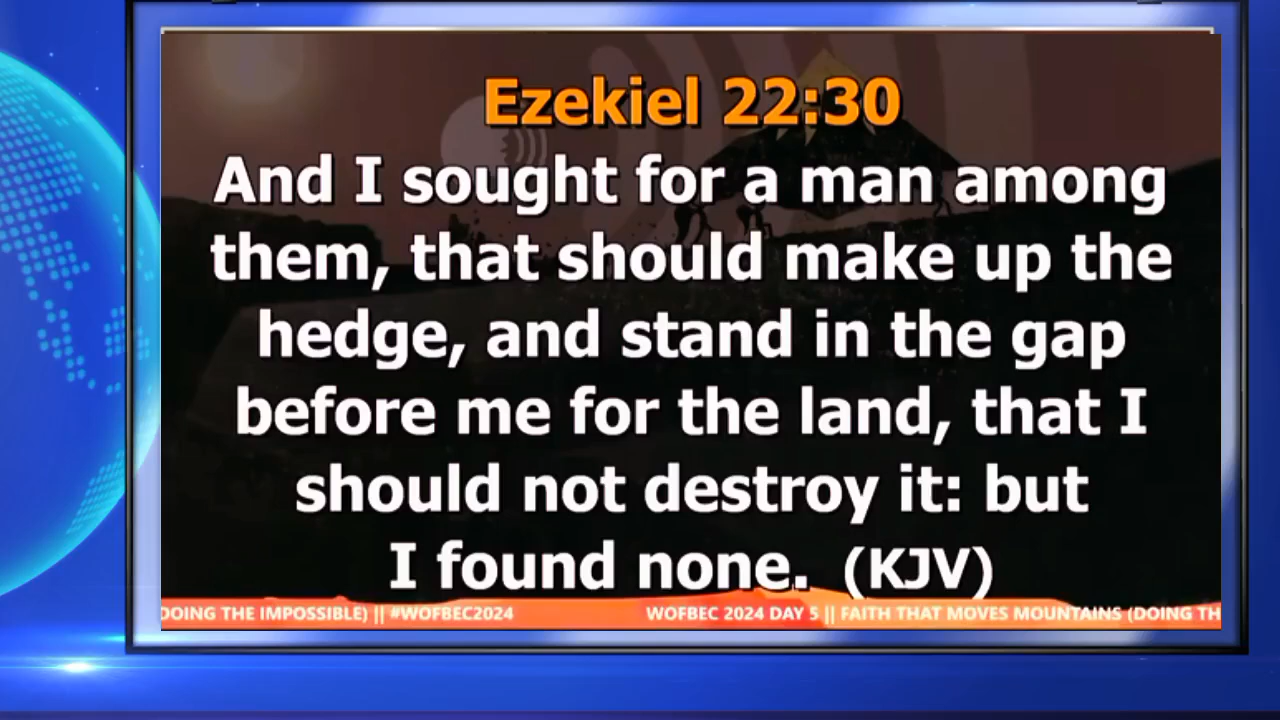 Ezekiel 22:30
And I sought for a man among
them, that should make up the
hedge, and stand in the gap
before me for the land, that I
should not destroy it: but
I found none. (KJV)
DOING THE IMPOSSIBLE) || #WOFBEC2024 WOFBEC 2024 DAY 5 || FAITH THAT MOVES MOUNTAINS (DOING TH